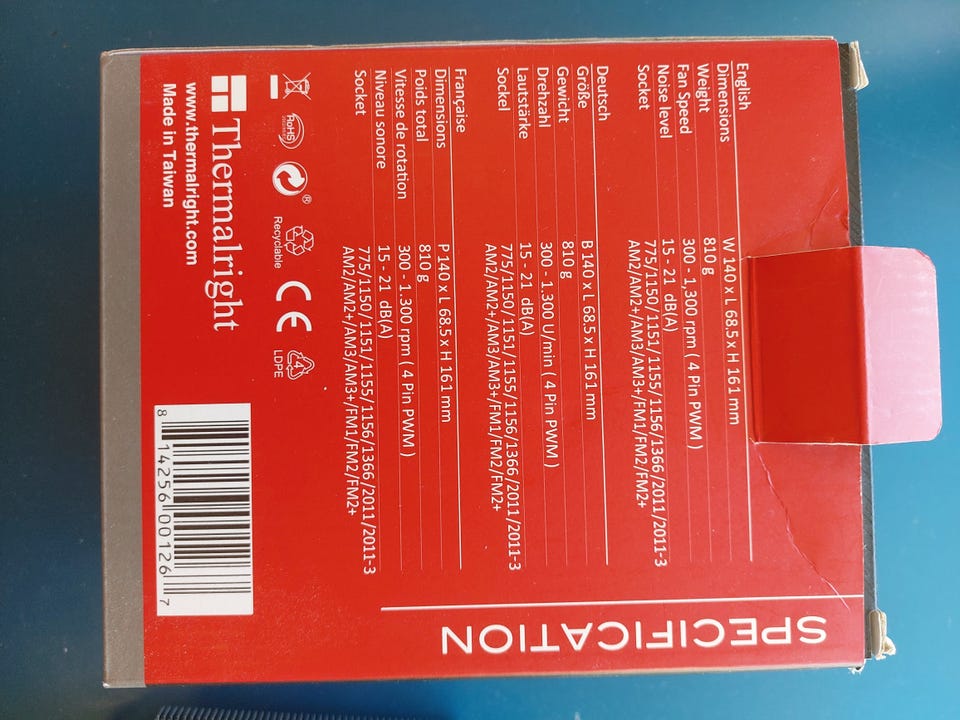 SPECIFICATION
English
Dimensions W 140 x L 68.5 x H 161 mm
Weight 810 g
Fan Speed 300 - 1,300 rpm ( 4 Pin PWM )
Noise level 15 - 21 dB(A)
Socket 775/1150/1151/1155/1156/1366/2011/2011-3
AM2/AM2+/AM3/AM3+/FM1/FM2/FM2+
Deutsch
Größe B 140 x L 68.5 x H 161 mm
Gewicht 810 g
Drehzahl 300 - 1.300 U/min ( 4 Pin PWM )
Lautstärke 15 - 21 dB(A)
Sockel 775/1150/1151/1155/1156/1366/2011/2011-3
AM2/AM2+/AM3/AM3+/FM1/FM2/FM2+
Française
Dimensions P 140 x L 68.5 x H 161 mm
Poids total 810 g
Vitesse de rotation 300 - 1.300 rpm ( 4 Pin PWM )
Niveau sonore 15 - 21 dB(A)
Socket 775/1150/1151/1155/1156/1366/2011/2011-3
AM2/AM2+/AM3/AM3+/FM1/FM2/FM2+
RoHS
®
Recyclable
CE
4
LDPE
Thermalright
www.thermalright.com
Made in Taiwan
8 14256 00126 7